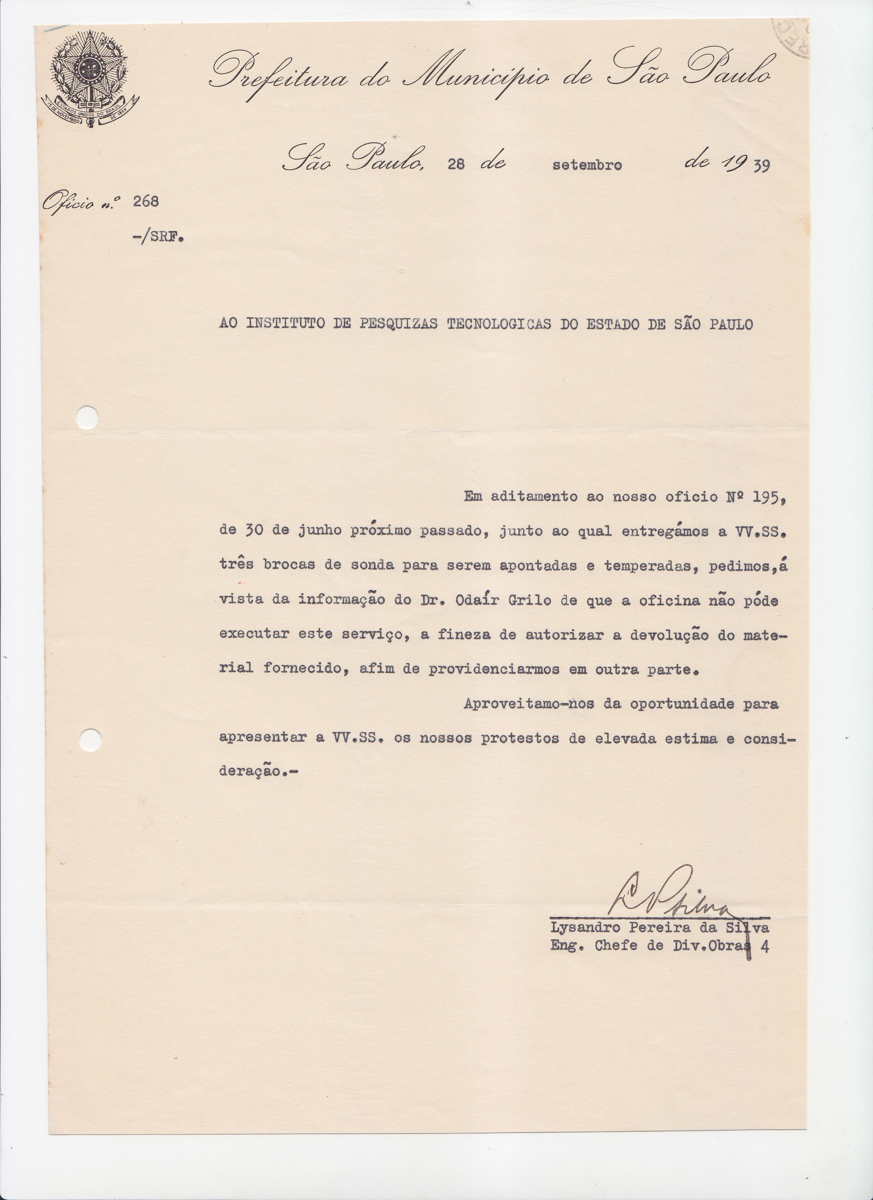 Prefeitura do Município de São Paulo
São Paulo, 28 de setembro de 1939
Oficio n.º 268
-/SRF.
AO INSTITUTO DE PESQUIZAS TECNOLOGICAS DO ESTADO DE SÃO PAULO
Em aditamento ao nosso oficio Nº 195,
de 30 de junho próximo passado, junto ao qual entregámos a VV.SS.
três brocas de sonda para serem apontadas e temperadas, pedimos,á
vista da informação do Dr. Odaír Grilo de que a oficina não póde
executar este serviço, a fineza de autorizar a devolução do mate-
rial fornecido, afim de providenciarmos em outra parte.
Aproveitamo-nos da oportunidade para
apresentar a VV.SS. os nossos protestos de elevada estima e consi-
deração.-
L P Silva
Lysandro Pereira da Silva
Eng. Chefe de Div.Obras 4